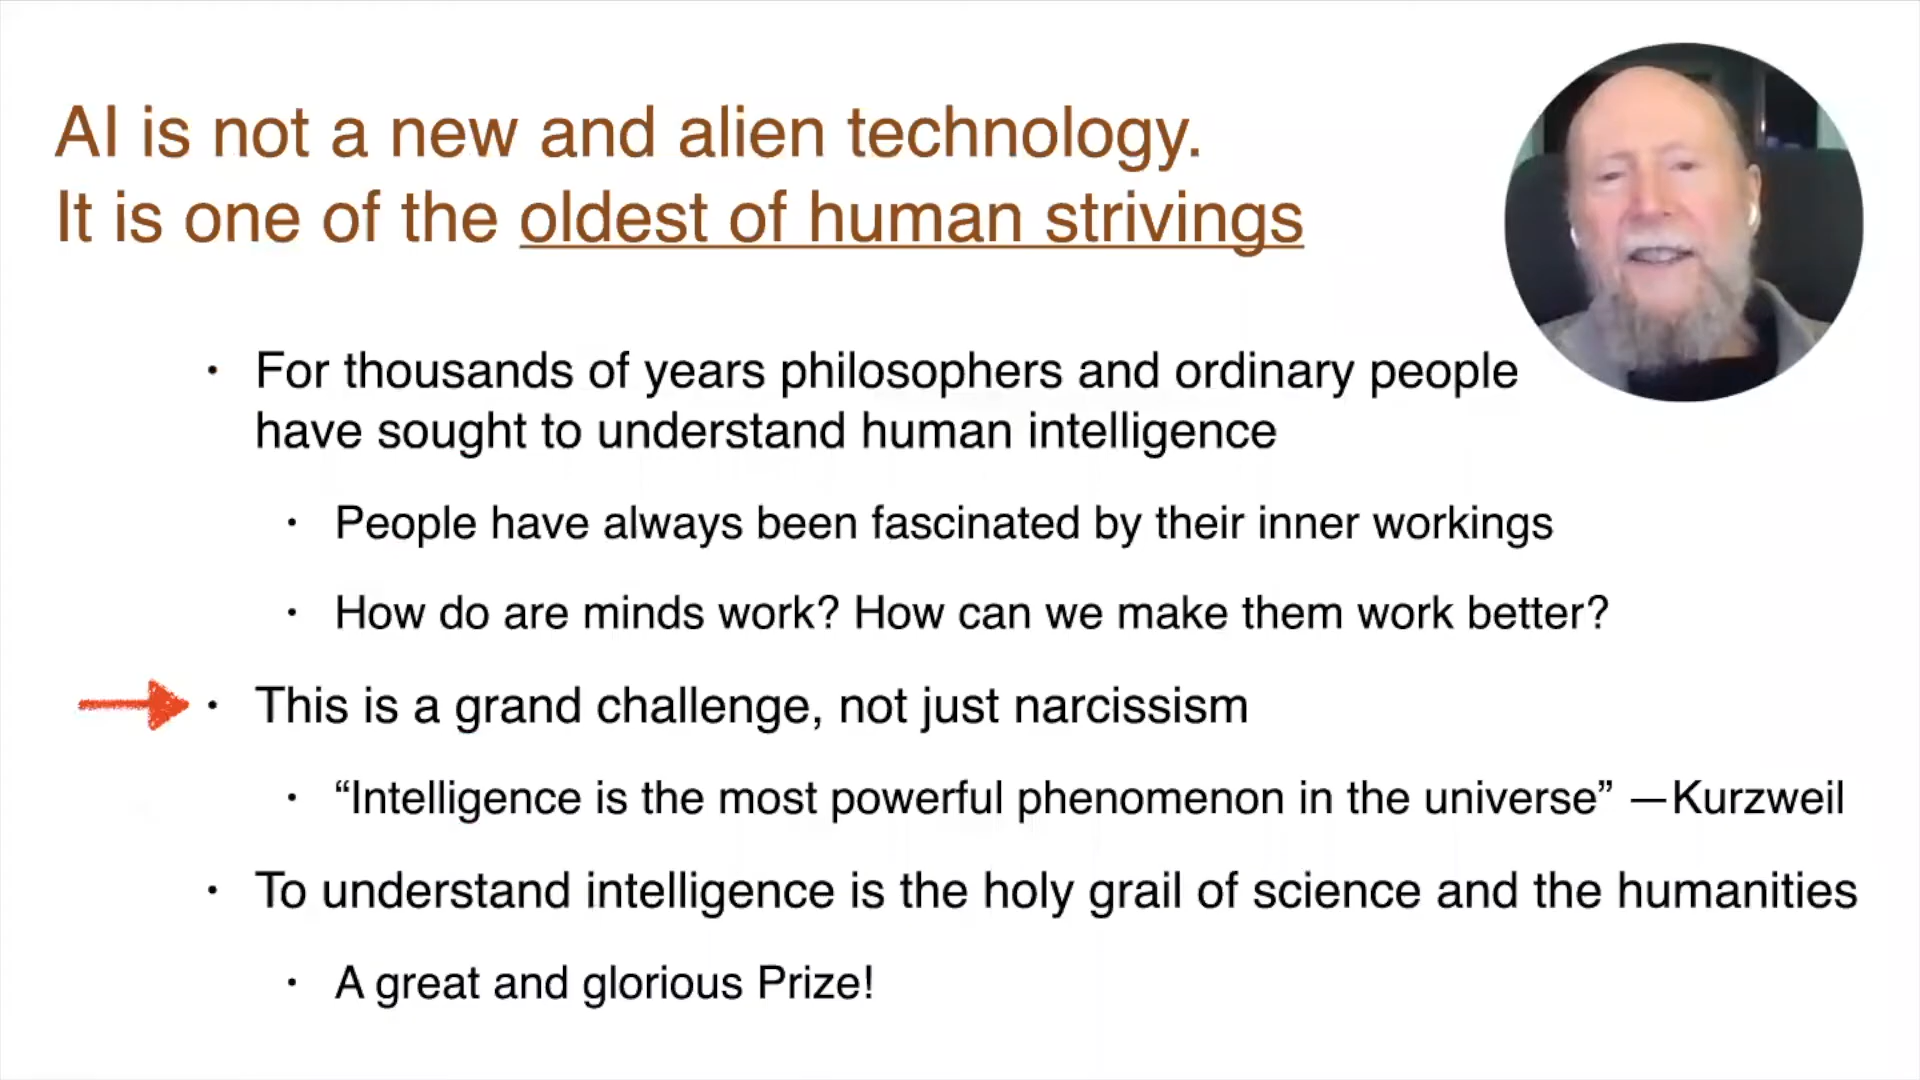 AI is not a new and alien technology.
It is one of the oldest of human strivings
· For thousands of years philosophers and ordinary people
have sought to understand human intelligence
· People have always been fascinated by their inner workings
· How do are minds work? How can we make them work better?
· This is a grand challenge, not just narcissism
· “Intelligence is the most powerful phenomenon in the universe” —Kurzweil
· To understand intelligence is the holy grail of science and the humanities
· A great and glorious Prize!